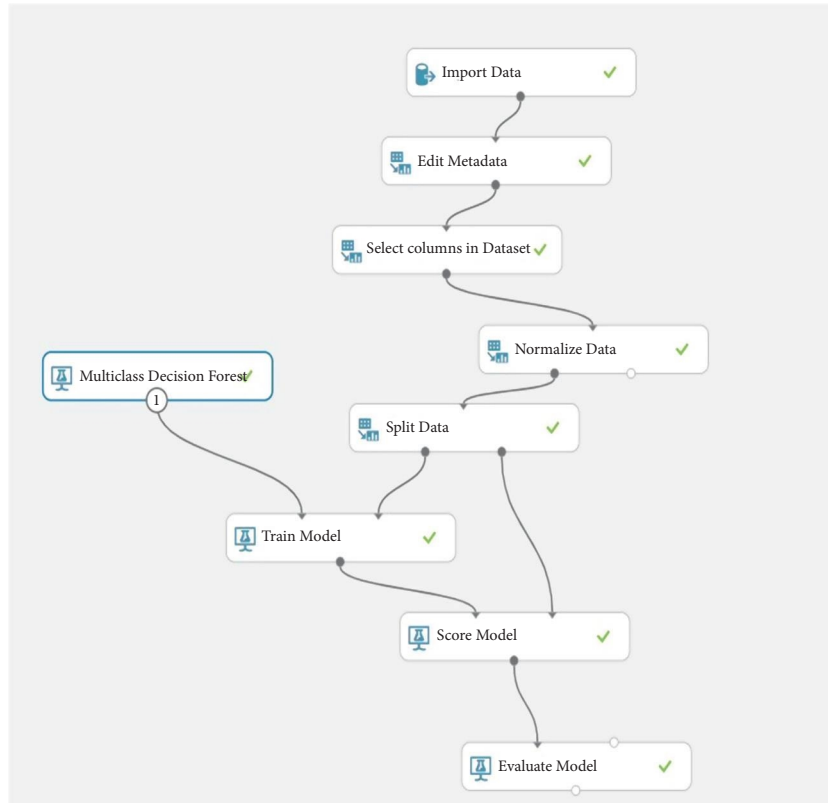 Import Data
Edit Metadata
Select columns in Dataset
Normalize Data
Multiclass Decision Forest
1
Split Data
Train Model
Score Model
Evaluate Model